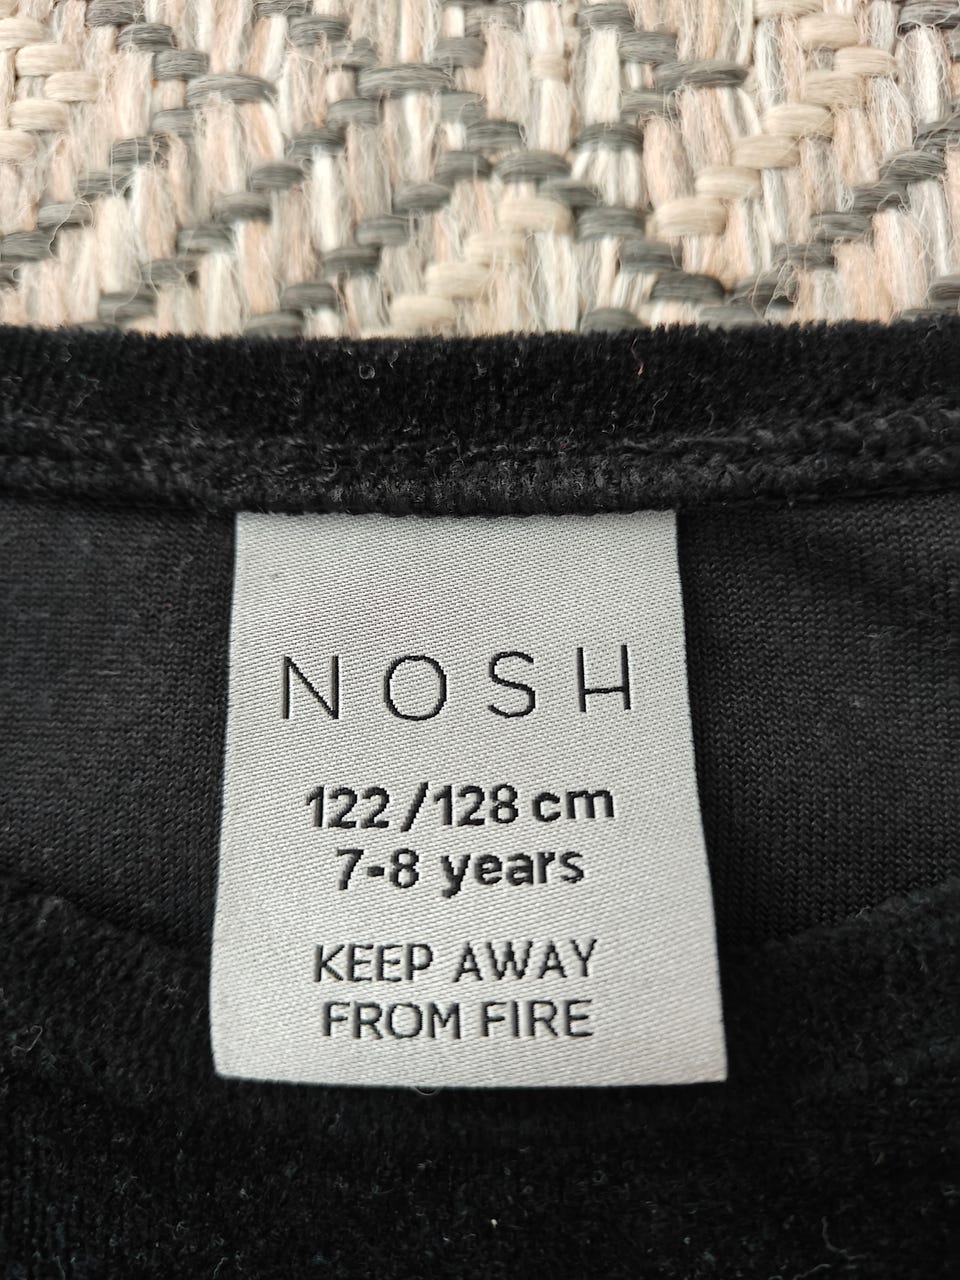 NOSH
122/128 cm
7-8 years
KEEP AWAY
FROM FIRE